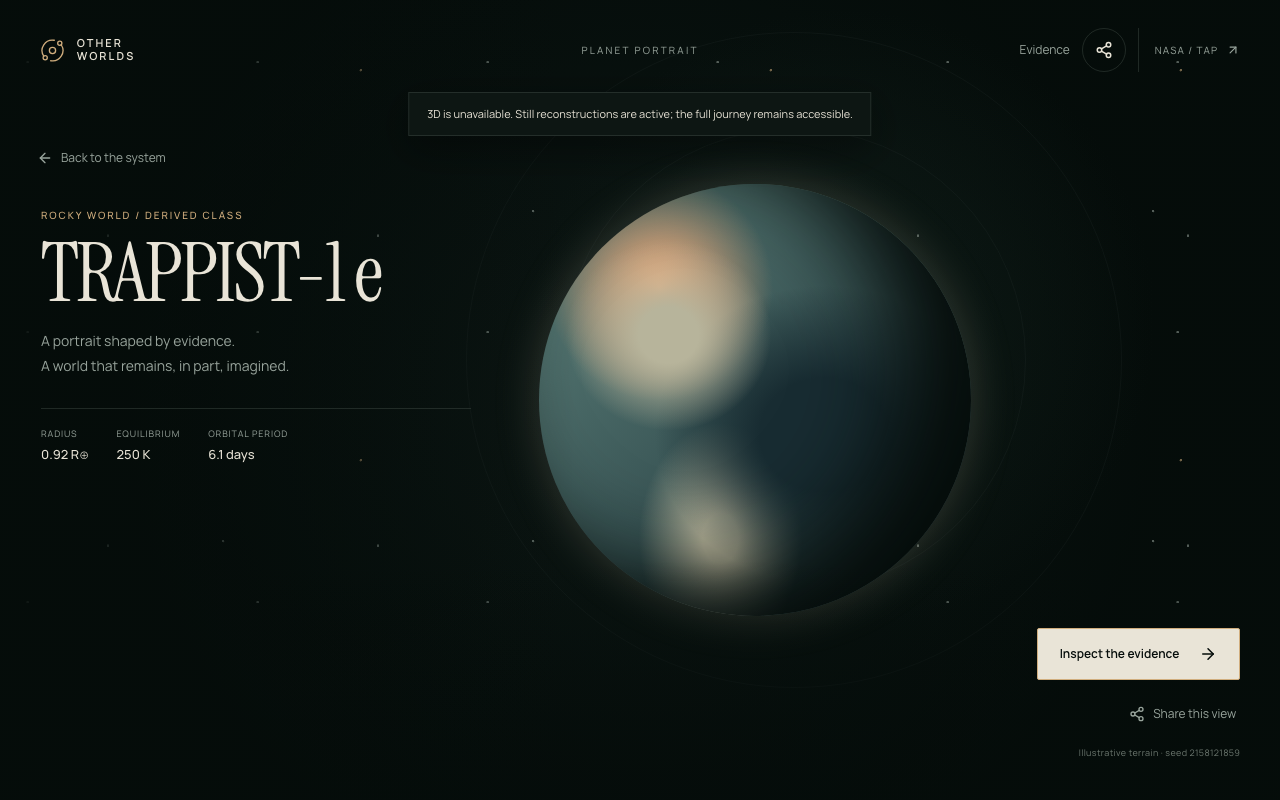 OTHER
WORLDS
PLANET PORTRAIT
Evidence
NASA / TAP
3D is unavailable. Still reconstructions are active; the full journey remains accessible.
Back to the system
ROCKY WORLD / DERIVED CLASS
TRAPPIST-1 e
A portrait shaped by evidence.
A world that remains, in part, imagined.
RADIUS
0.92 R⊕
EQUILIBRIUM
250 K
ORBITAL PERIOD
6.1 days
Inspect the evidence
Share this view
Illustrative terrain · seed 2158121859